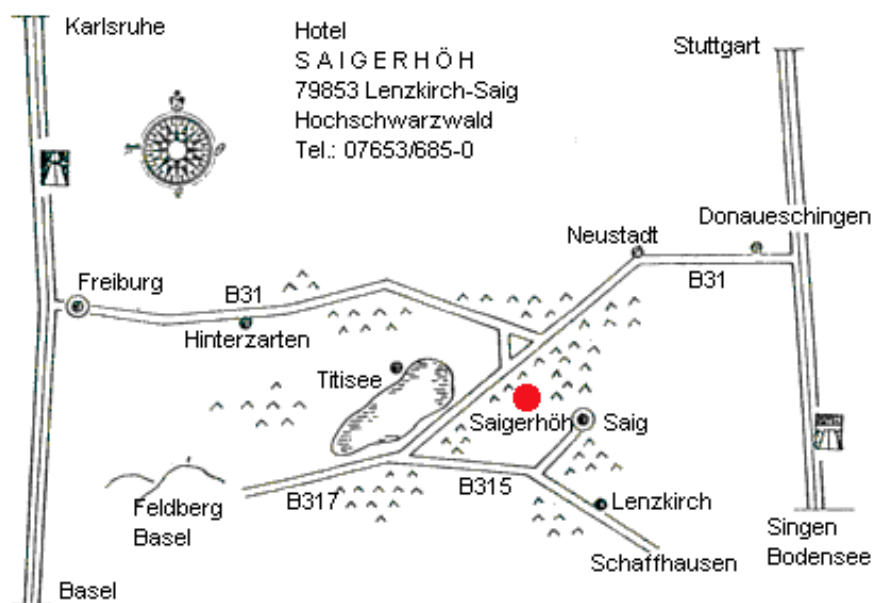 Karlsruhe
Hotel
SAIGERHÖH
79853 Lenzkirch-Saig
Hochschwarzwald
Tel.: 07653/685-0
Stuttgart
Donaueschingen
Neustadt
B31
Freiburg
B31
Hinterzarten
Titisee
Saigerhöh
Saig
B317
B315
Lenzkirch
Feldberg
Basel
Schaffhausen
Singen
Bodensee
Basel